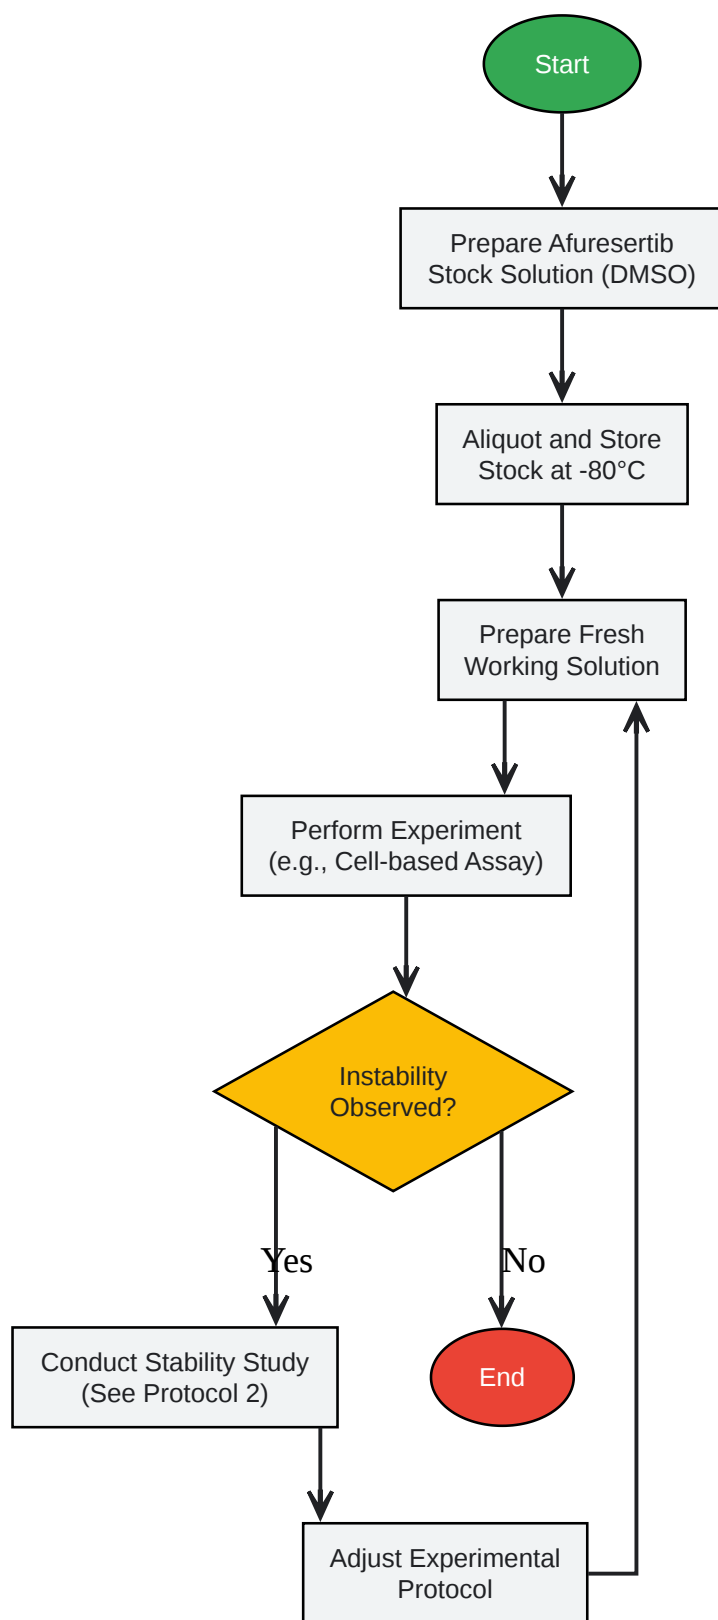 Start
Prepare Afuresertib
Stock Solution (DMSO)
Aliquot and Store
Stock at -80°C
Prepare Fresh
Working Solution
Perform Experiment
(e.g., Cell-based Assay)
Instability
Observed?
Yes
No
Conduct Stability Study
(See Protocol 2)
End
Adjust Experimental
Protocol